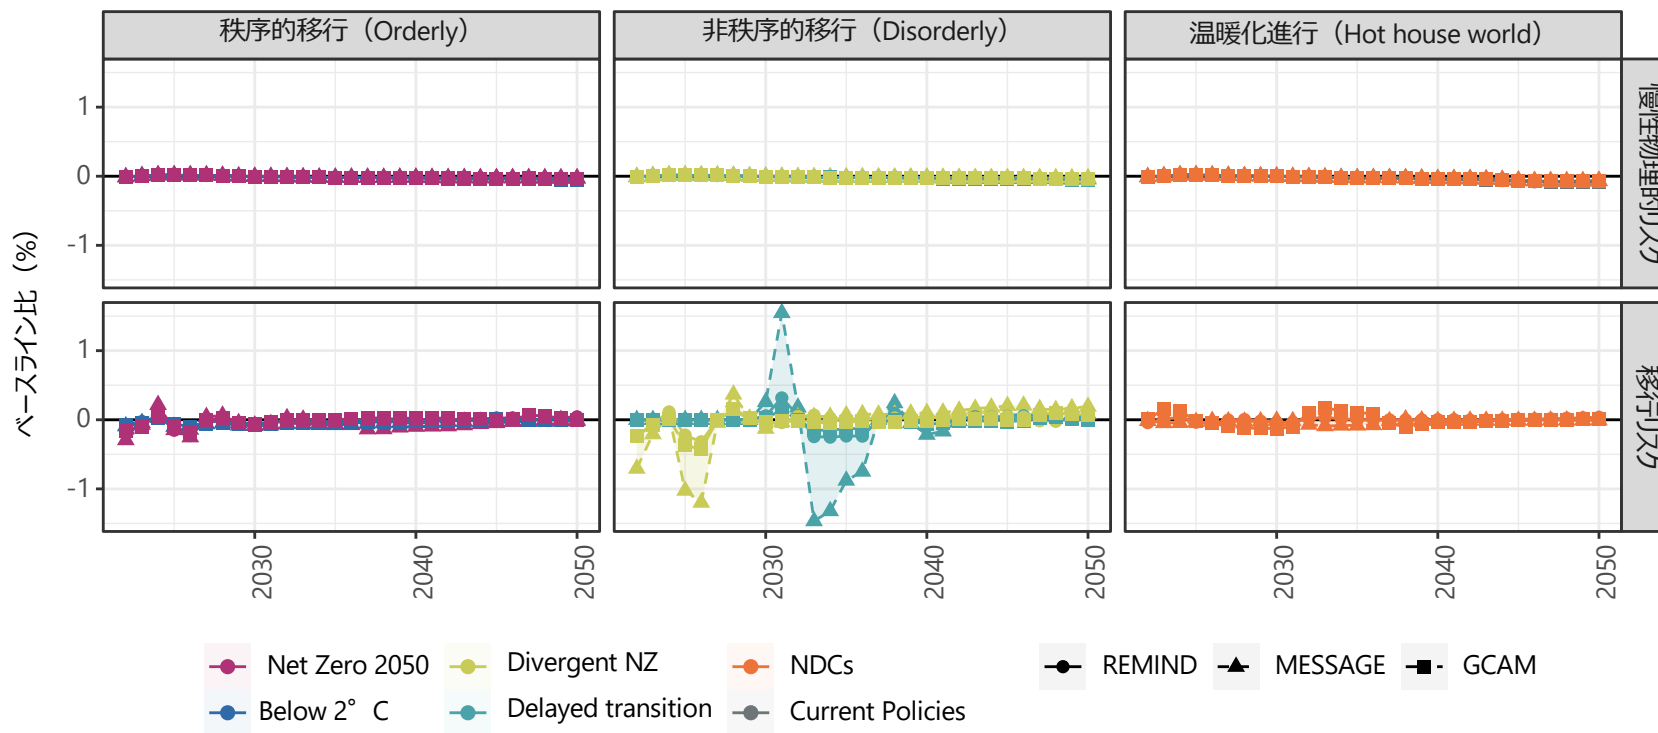 秩序的移行（Orderly）
非秩序的移行（Disorderly）
温暖化進行（Hot house world）
慢性物理的リスク
移行リスク
ベースライン比（%）
1
0
-1
1
0
-1
2030
2040
2050
2030
2040
2050
2030
2040
2050
Net Zero 2050
Divergent NZ
NDCs
REMIND
MESSAGE
GCAM
Below 2°C
Delayed transition
Current Policies